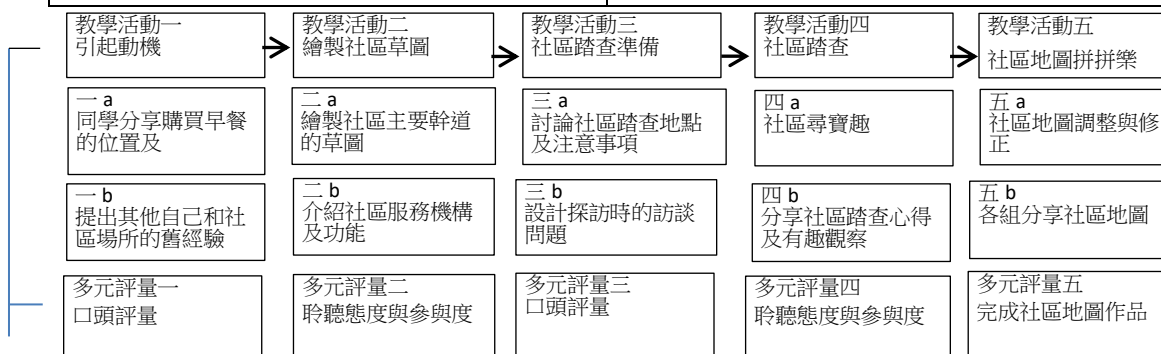 教學活動一
引起動機
教學活動二
繪製社區草圖
教學活動三
社區踏查準備
教學活動四
社區踏查
教學活動五
社區地圖拼拼樂
一 a
同學分享購買早餐
的位置及
二 a
繪製社區主要幹道
的草圖
三 a
討論社區踏查地點
及注意事項
四 a
社區尋寶趣
五 a
社區地圖調整與修
正
一 b
提出其他自己和社
區場所的舊經驗
二 b
介紹社區服務機構
及功能
三 b
設計探訪時的訪談
問題
四 b
分享社區踏查心得
及有趣觀察
五 b
各組分享社區地圖
多元評量一
口頭評量
多元評量二
聆聽態度與參與度
多元評量三
口頭評量
多元評量四
聆聽態度與參與度
多元評量五
完成社區地圖作品